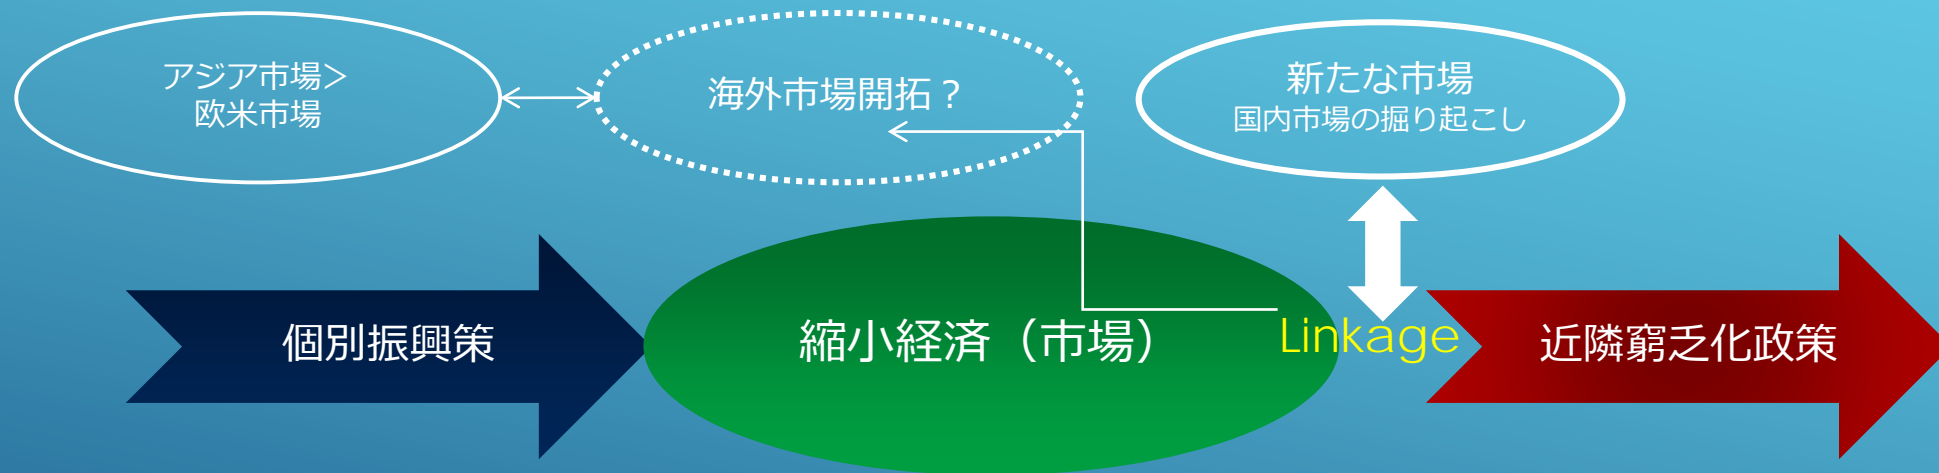 アジア市場＞
欧米市場
海外市場開拓？
新たな市場
国内市場の掘り起こし
個別振興策
縮小経済（市場）
Linkage
近隣窮乏化政策